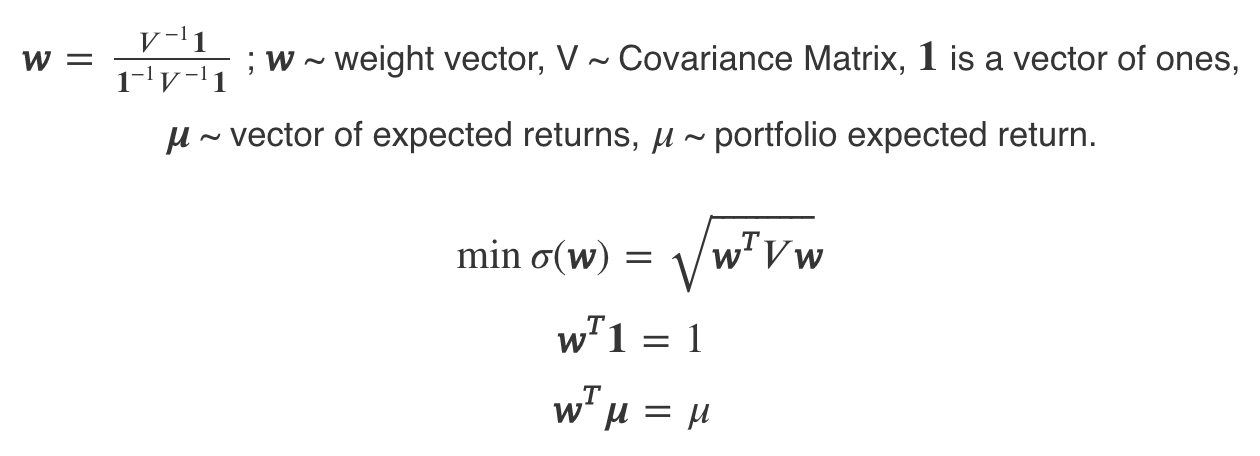 𝒘 = V⁻¹𝟏 / 𝟏⁻¹V⁻¹𝟏 ; 𝒘 ~ weight vector, V ~ Covariance Matrix, 𝟏 is a vector of ones,
𝝁 ~ vector of expected returns, μ ~ portfolio expected return.
min σ(𝒘) = √(𝒘ᵀV𝒘)
𝒘ᵀ𝟏 = 1
𝒘ᵀ𝝁 = μ